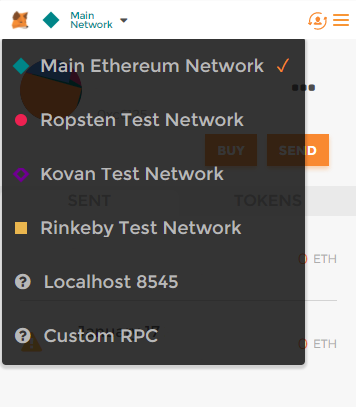 Main
Network
Main Ethereum Network
Ropsten Test Network
BUY
SEND
Kovan Test Network
SENT
TOKENS
Rinkeby Test Network
0 ETH
Localhost 8545
Custom RPC
0 ETH